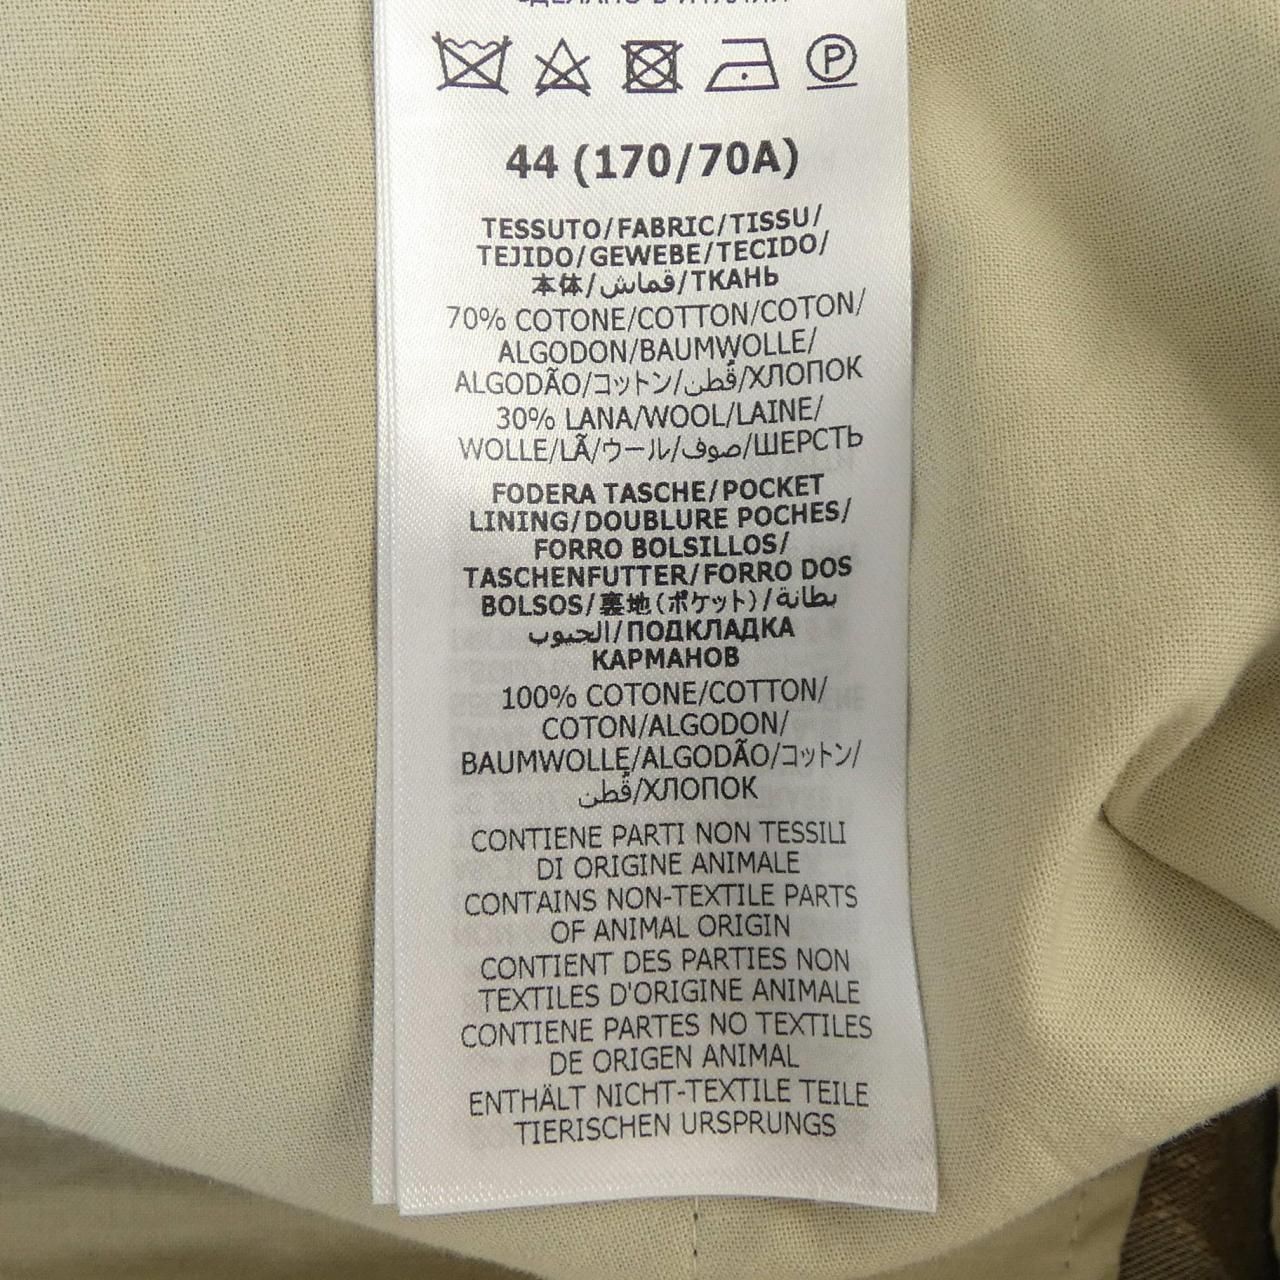 СДЕЛАНО В ИТАЛИИ
P
44 (170/70A)
TESSUTO/FABRIC/TISSU/
TEJIDO/GEWEBE/TECIDO/
本体/قماش/ТКАНЬ
70% COTONE/COTTON/COTON/
ALGODON/BAUMWOLLE/
ALGODÃO/コットン/قُطن/ХЛОПОК
30% LANA/WOOL/LAINE/
WOLLE/LÃ/ウール/صوف/ШЕРСТЬ
FODERA TASCHE/POCKET
LINING/DOUBLURE POCHES/
FORRO BOLSILLOS/
TASCHENFUTTER/FORRO DOS
BOLSOS/裏地(ポケット)/بطانة
الجيوب/ПОДКЛАДКА
КАРМАНОВ
100% COTONE/COTTON/
COTON/ALGODON/
BAUMWOLLE/ALGODÃO/コットン/
قُطن/ХЛОПОК
CONTIENE PARTI NON TESSILI
DI ORIGINE ANIMALE
CONTAINS NON-TEXTILE PARTS
OF ANIMAL ORIGIN
CONTIENT DES PARTIES NON
TEXTILES D'ORIGINE ANIMALE
CONTIENE PARTES NO TEXTILES
DE ORIGEN ANIMAL
ENTHÄLT NICHT-TEXTILE TEILE
TIERISCHEN URSPRUNGS